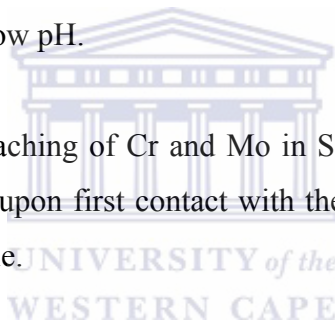 ow pH.
aching of Cr and Mo in S
upon first contact with the
e.
UNIVERSITY of the
WESTERN CAPE